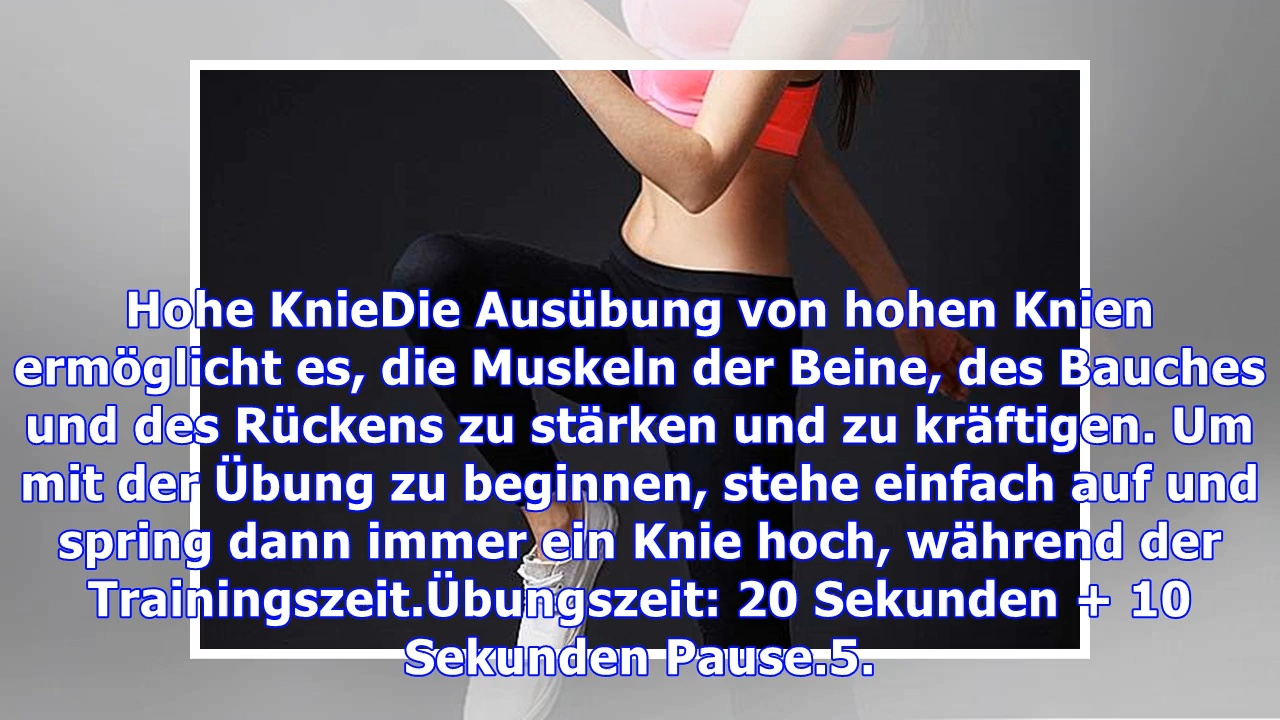 Hohe KnieDie Ausübung von hohen Knien
ermöglicht es, die Muskeln der Beine, des Bauches
und des Rückens zu stärken und zu kräftigen. Um
mit der Übung zu beginnen, stehe einfach auf und
spring dann immer ein Knie hoch, während der
Trainingszeit.Übungszeit: 20 Sekunden + 10
Sekunden Pause.5.